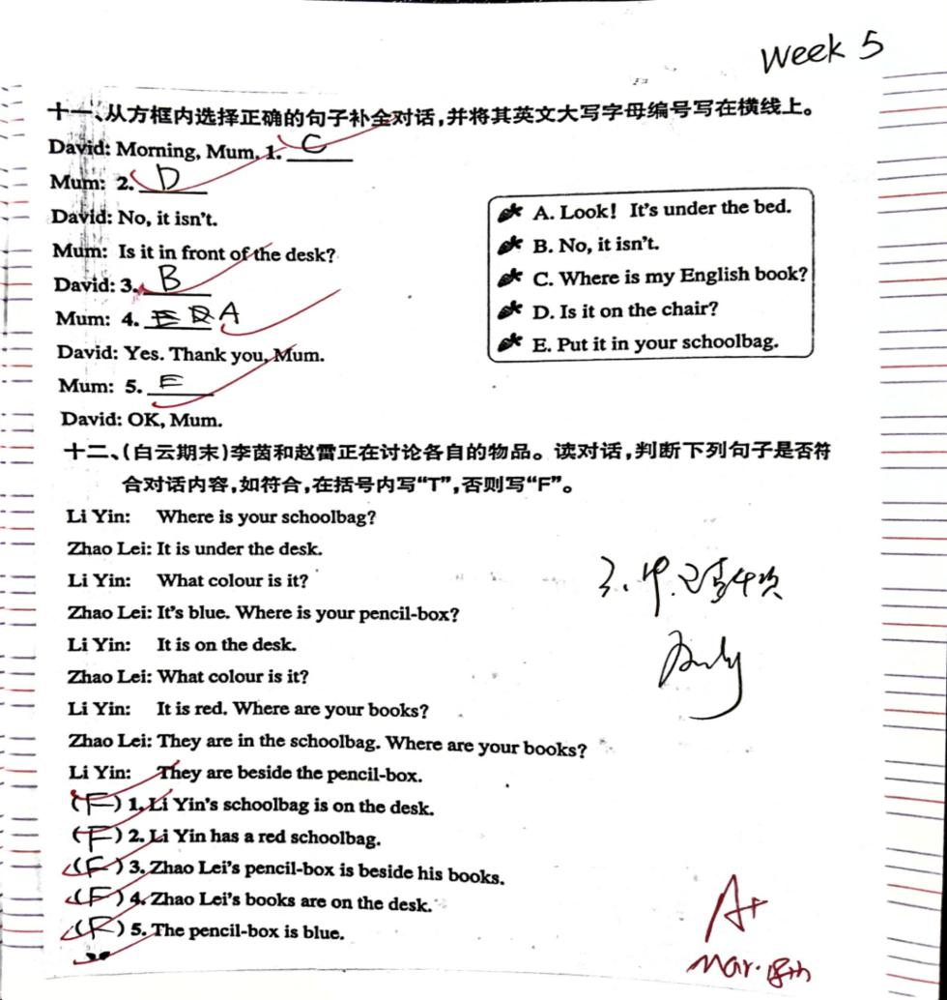 Week 5
十一、从方框内选择正确的句子补全对话,并将其英文大写字母编号写在横线上。
David: Morning, Mum. 1. C
Mum: 2. D
David: No, it isn't.
Mum: Is it in front of the desk?
David: 3. B
Mum: 4. A
David: Yes. Thank you, Mum.
Mum: 5. E
David: OK, Mum.
A. Look! It's under the bed.
B. No, it isn't.
C. Where is my English book?
D. Is it on the chair?
E. Put it in your schoolbag.
十二、(白云期末)李茵和赵雷正在讨论各自的物品。读对话,判断下列句子是否符
合对话内容,如符合,在括号内写“T”,否则写“F”。
Li Yin: Where is your schoolbag?
Zhao Lei: It is under the desk.
Li Yin: What colour is it?
Zhao Lei: It's blue. Where is your pencil-box?
Li Yin: It is on the desk.
Zhao Lei: What colour is it?
Li Yin: It is red. Where are your books?
Zhao Lei: They are in the schoolbag. Where are your books?
Li Yin: They are beside the pencil-box.
(F) 1. Li Yin's schoolbag is on the desk.
(F) 2. Li Yin has a red schoolbag.
(F) 3. Zhao Lei's pencil-box is beside his books.
(F) 4. Zhao Lei's books are on the desk.
(F) 5. The pencil-box is blue.
A+
Mar. 18th